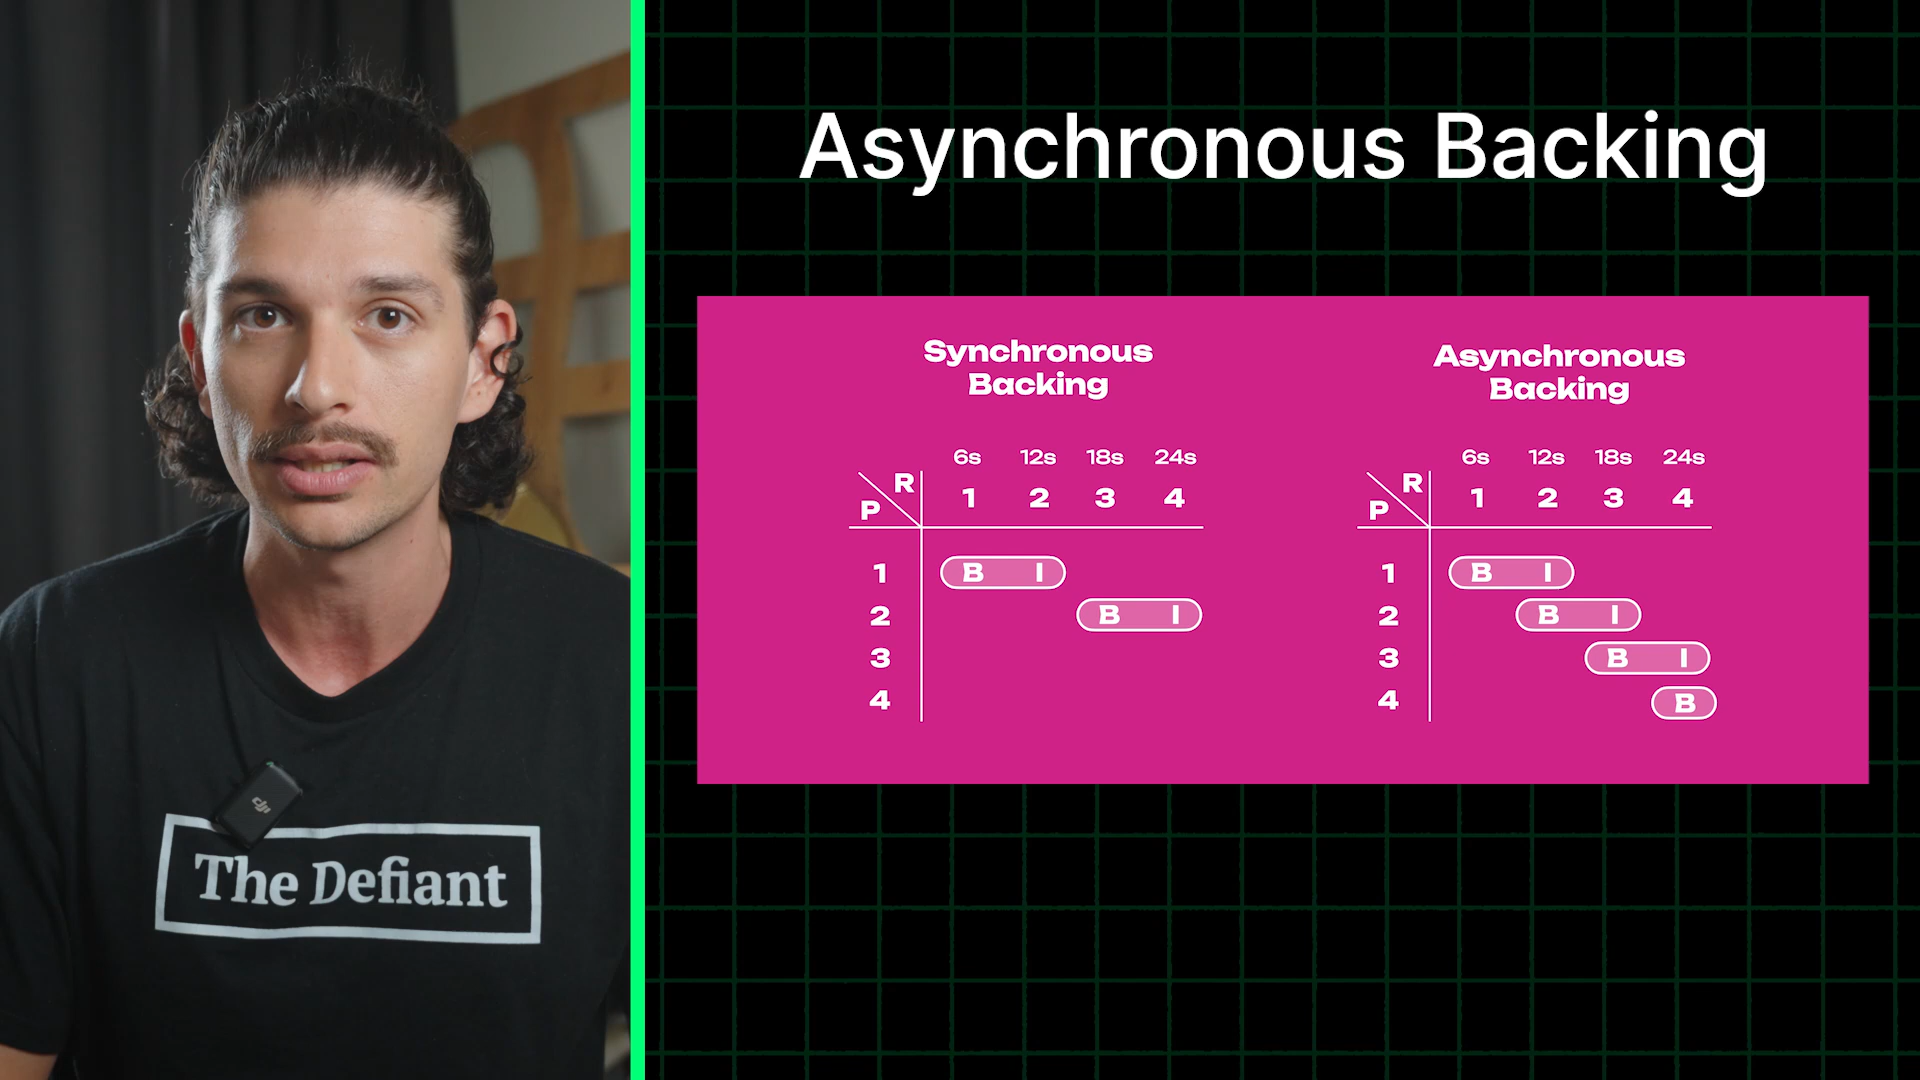 Asynchronous Backing
Synchronous
Backing
6s 12s 18s 24s
R
P
1 2 3 4
1 B I
2 B I
3
4
Asynchronous
Backing
6s 12s 18s 24s
R
P
1 2 3 4
1 B I
2 B I
3 B I
4 B
dji
The Defiant